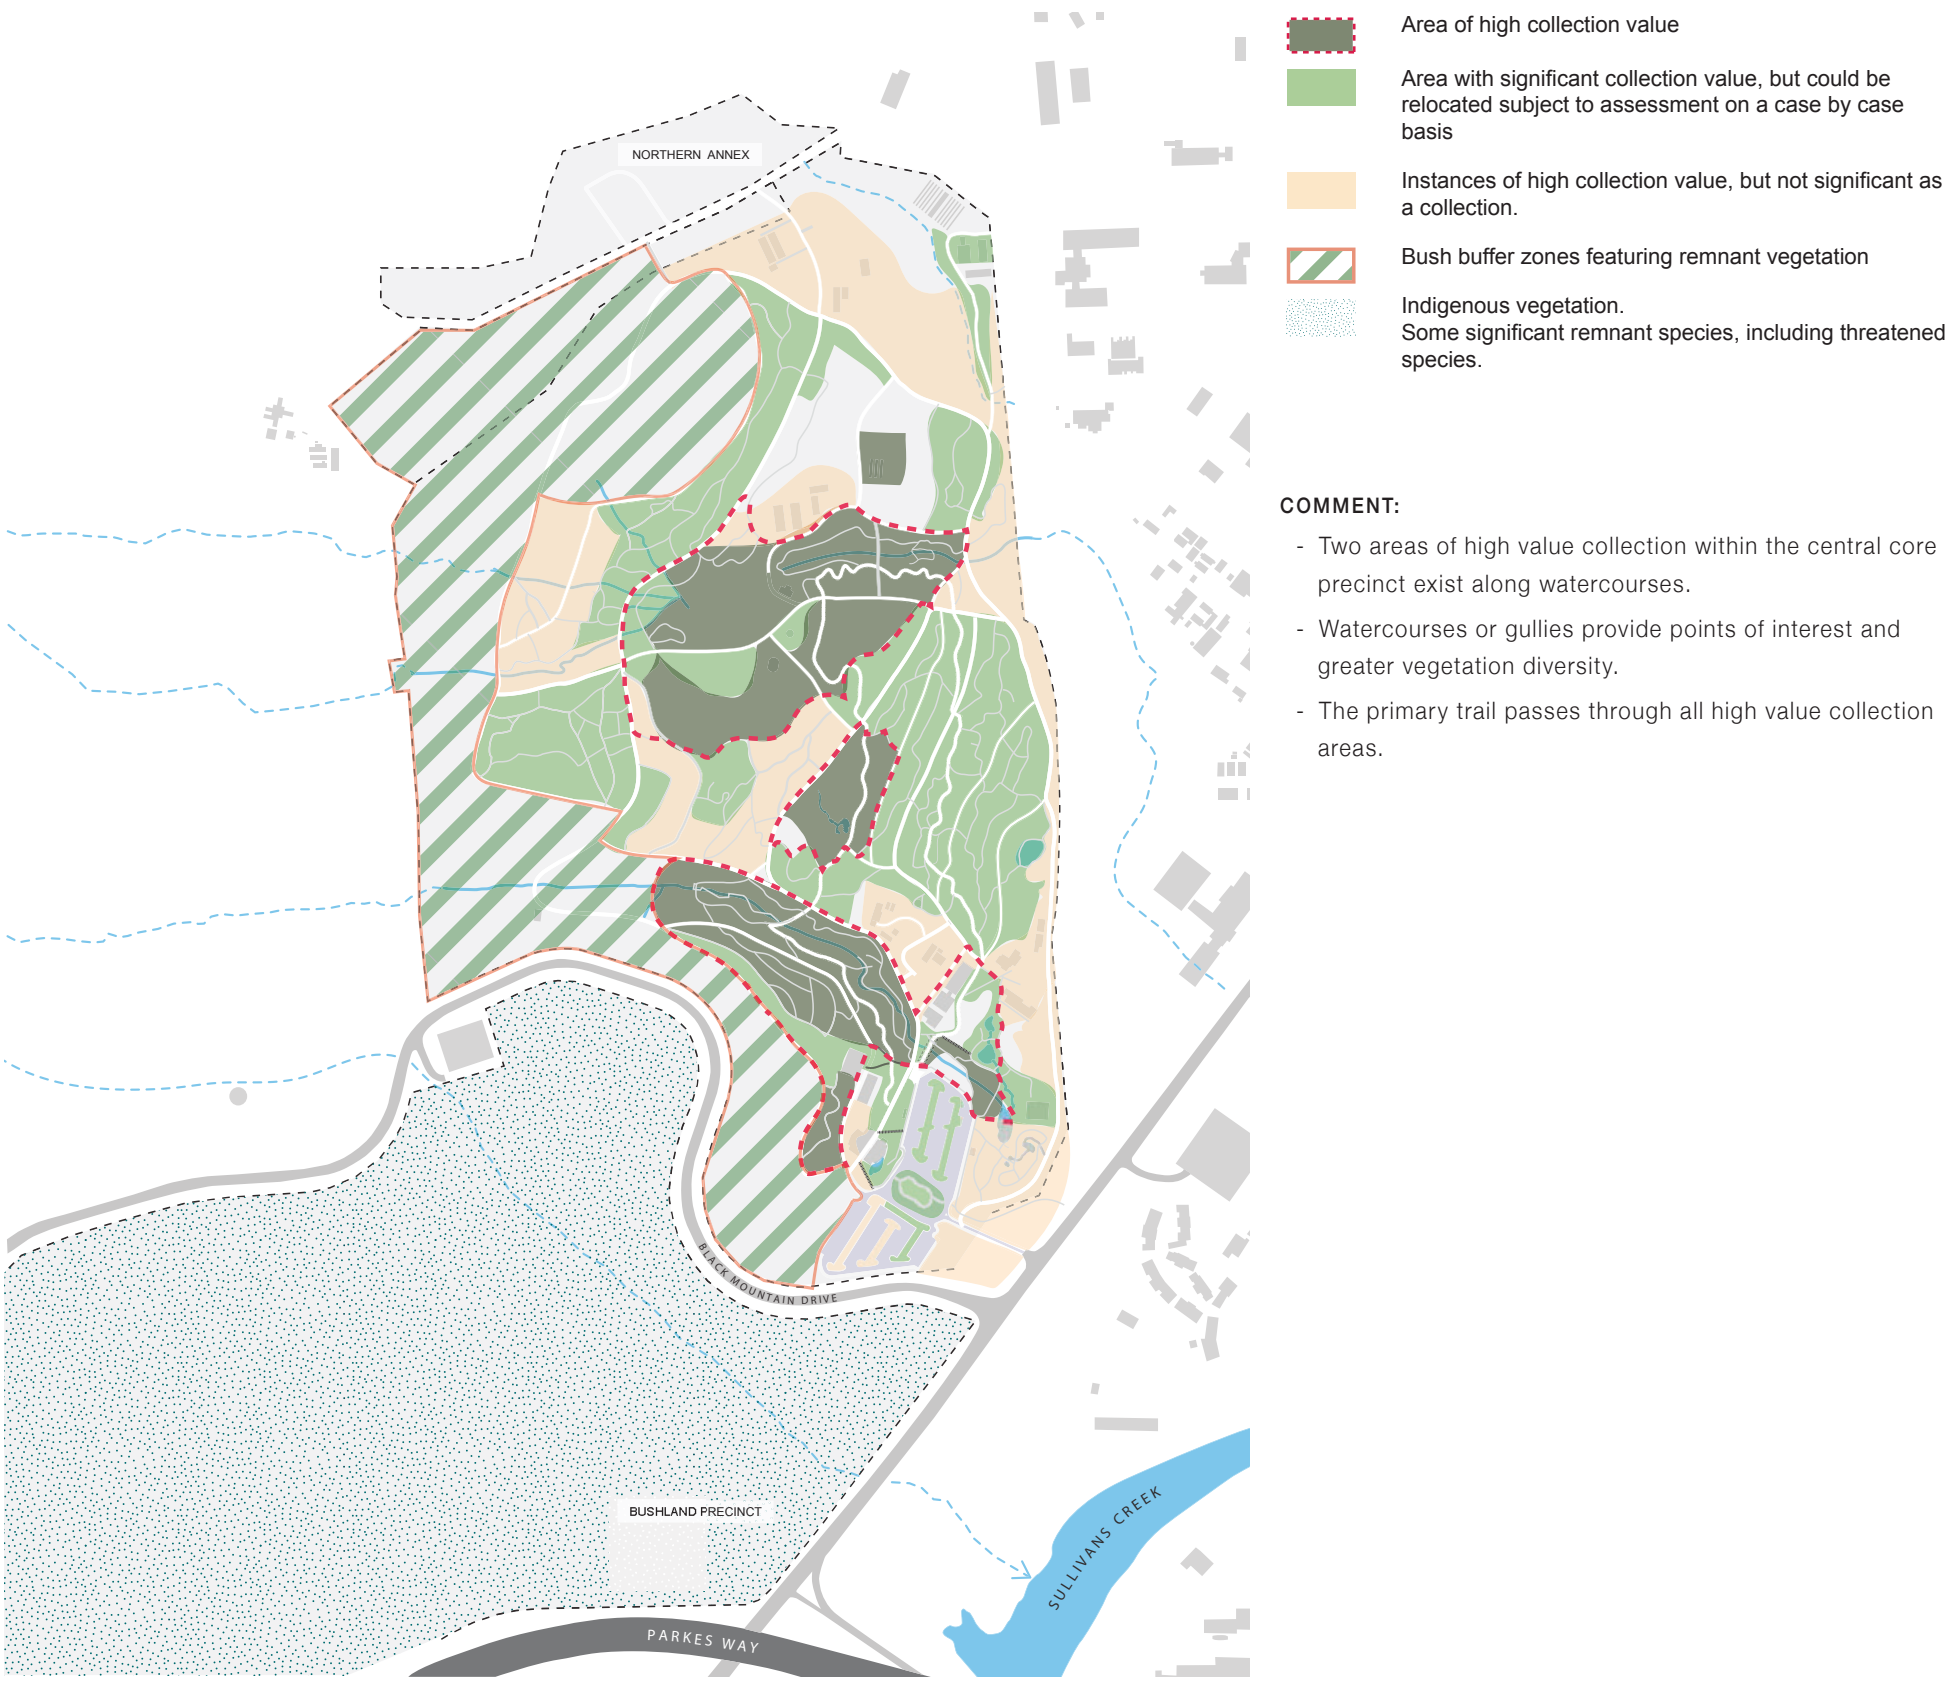 Area of high collection value
Area with significant collection value, but could be
relocated subject to assessment on a case by case
basis
Instances of high collection value, but not significant as
a collection.
Bush buffer zones featuring remnant vegetation
Indigenous vegetation.
Some significant remnant species, including threatened
species.
COMMENT:
- Two areas of high value collection within the central core
precinct exist along watercourses.
- Watercourses or gullies provide points of interest and
greater vegetation diversity.
- The primary trail passes through all high value collection
areas.
NORTHERN ANNEX
BLACK MOUNTAIN DRIVE
BUSHLAND PRECINCT
SULLIVANS CREEK
PARKES WAY